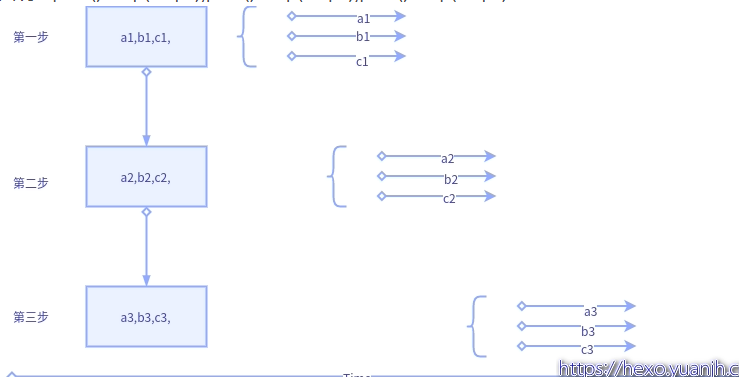 a1
第一步
a1,b1,c1,
b1
c1
a2
第二步
a2,b2,c2,
b2
c2
a3
第三步
a3,b3,c3,
b3
c3
Time
https://hexo.yuanjh.c